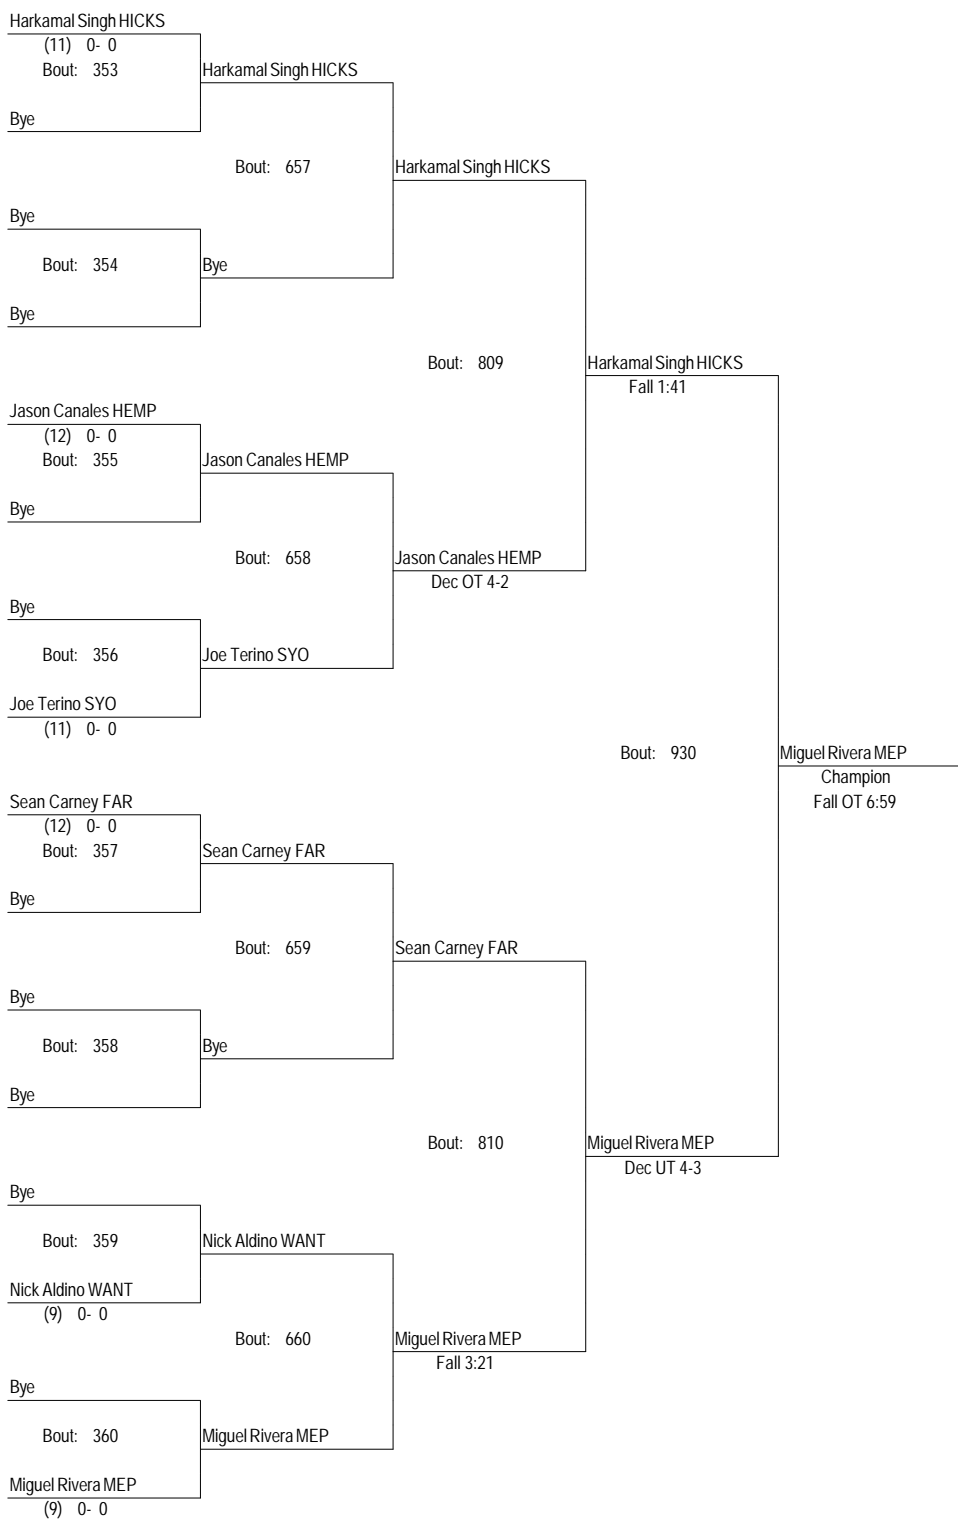 Harkamal Singh HICKS
(11) 0- 0
Bout: 353
Harkamal Singh HICKS
Bye
Bout: 657
Harkamal Singh HICKS
Bye
Bout: 354
Bye
Bye
Bout: 809
Harkamal Singh HICKS
Fall 1:41
Jason Canales HEMP
(12) 0- 0
Bout: 355
Jason Canales HEMP
Bye
Bout: 658
Jason Canales HEMP
Dec OT 4-2
Bye
Bout: 356
Joe Terino SYO
Joe Terino SYO
(11) 0- 0
Bout: 930
Miguel Rivera MEP
Champion
Fall OT 6:59
Sean Carney FAR
(12) 0- 0
Bout: 357
Sean Carney FAR
Bye
Bout: 659
Sean Carney FAR
Bye
Bout: 358
Bye
Bye
Bout: 810
Miguel Rivera MEP
Dec UT 4-3
Bye
Bout: 359
Nick Aldino WANT
Nick Aldino WANT
(9) 0- 0
Bout: 660
Miguel Rivera MEP
Fall 3:21
Bye
Bout: 360
Miguel Rivera MEP
Miguel Rivera MEP
(9) 0- 0